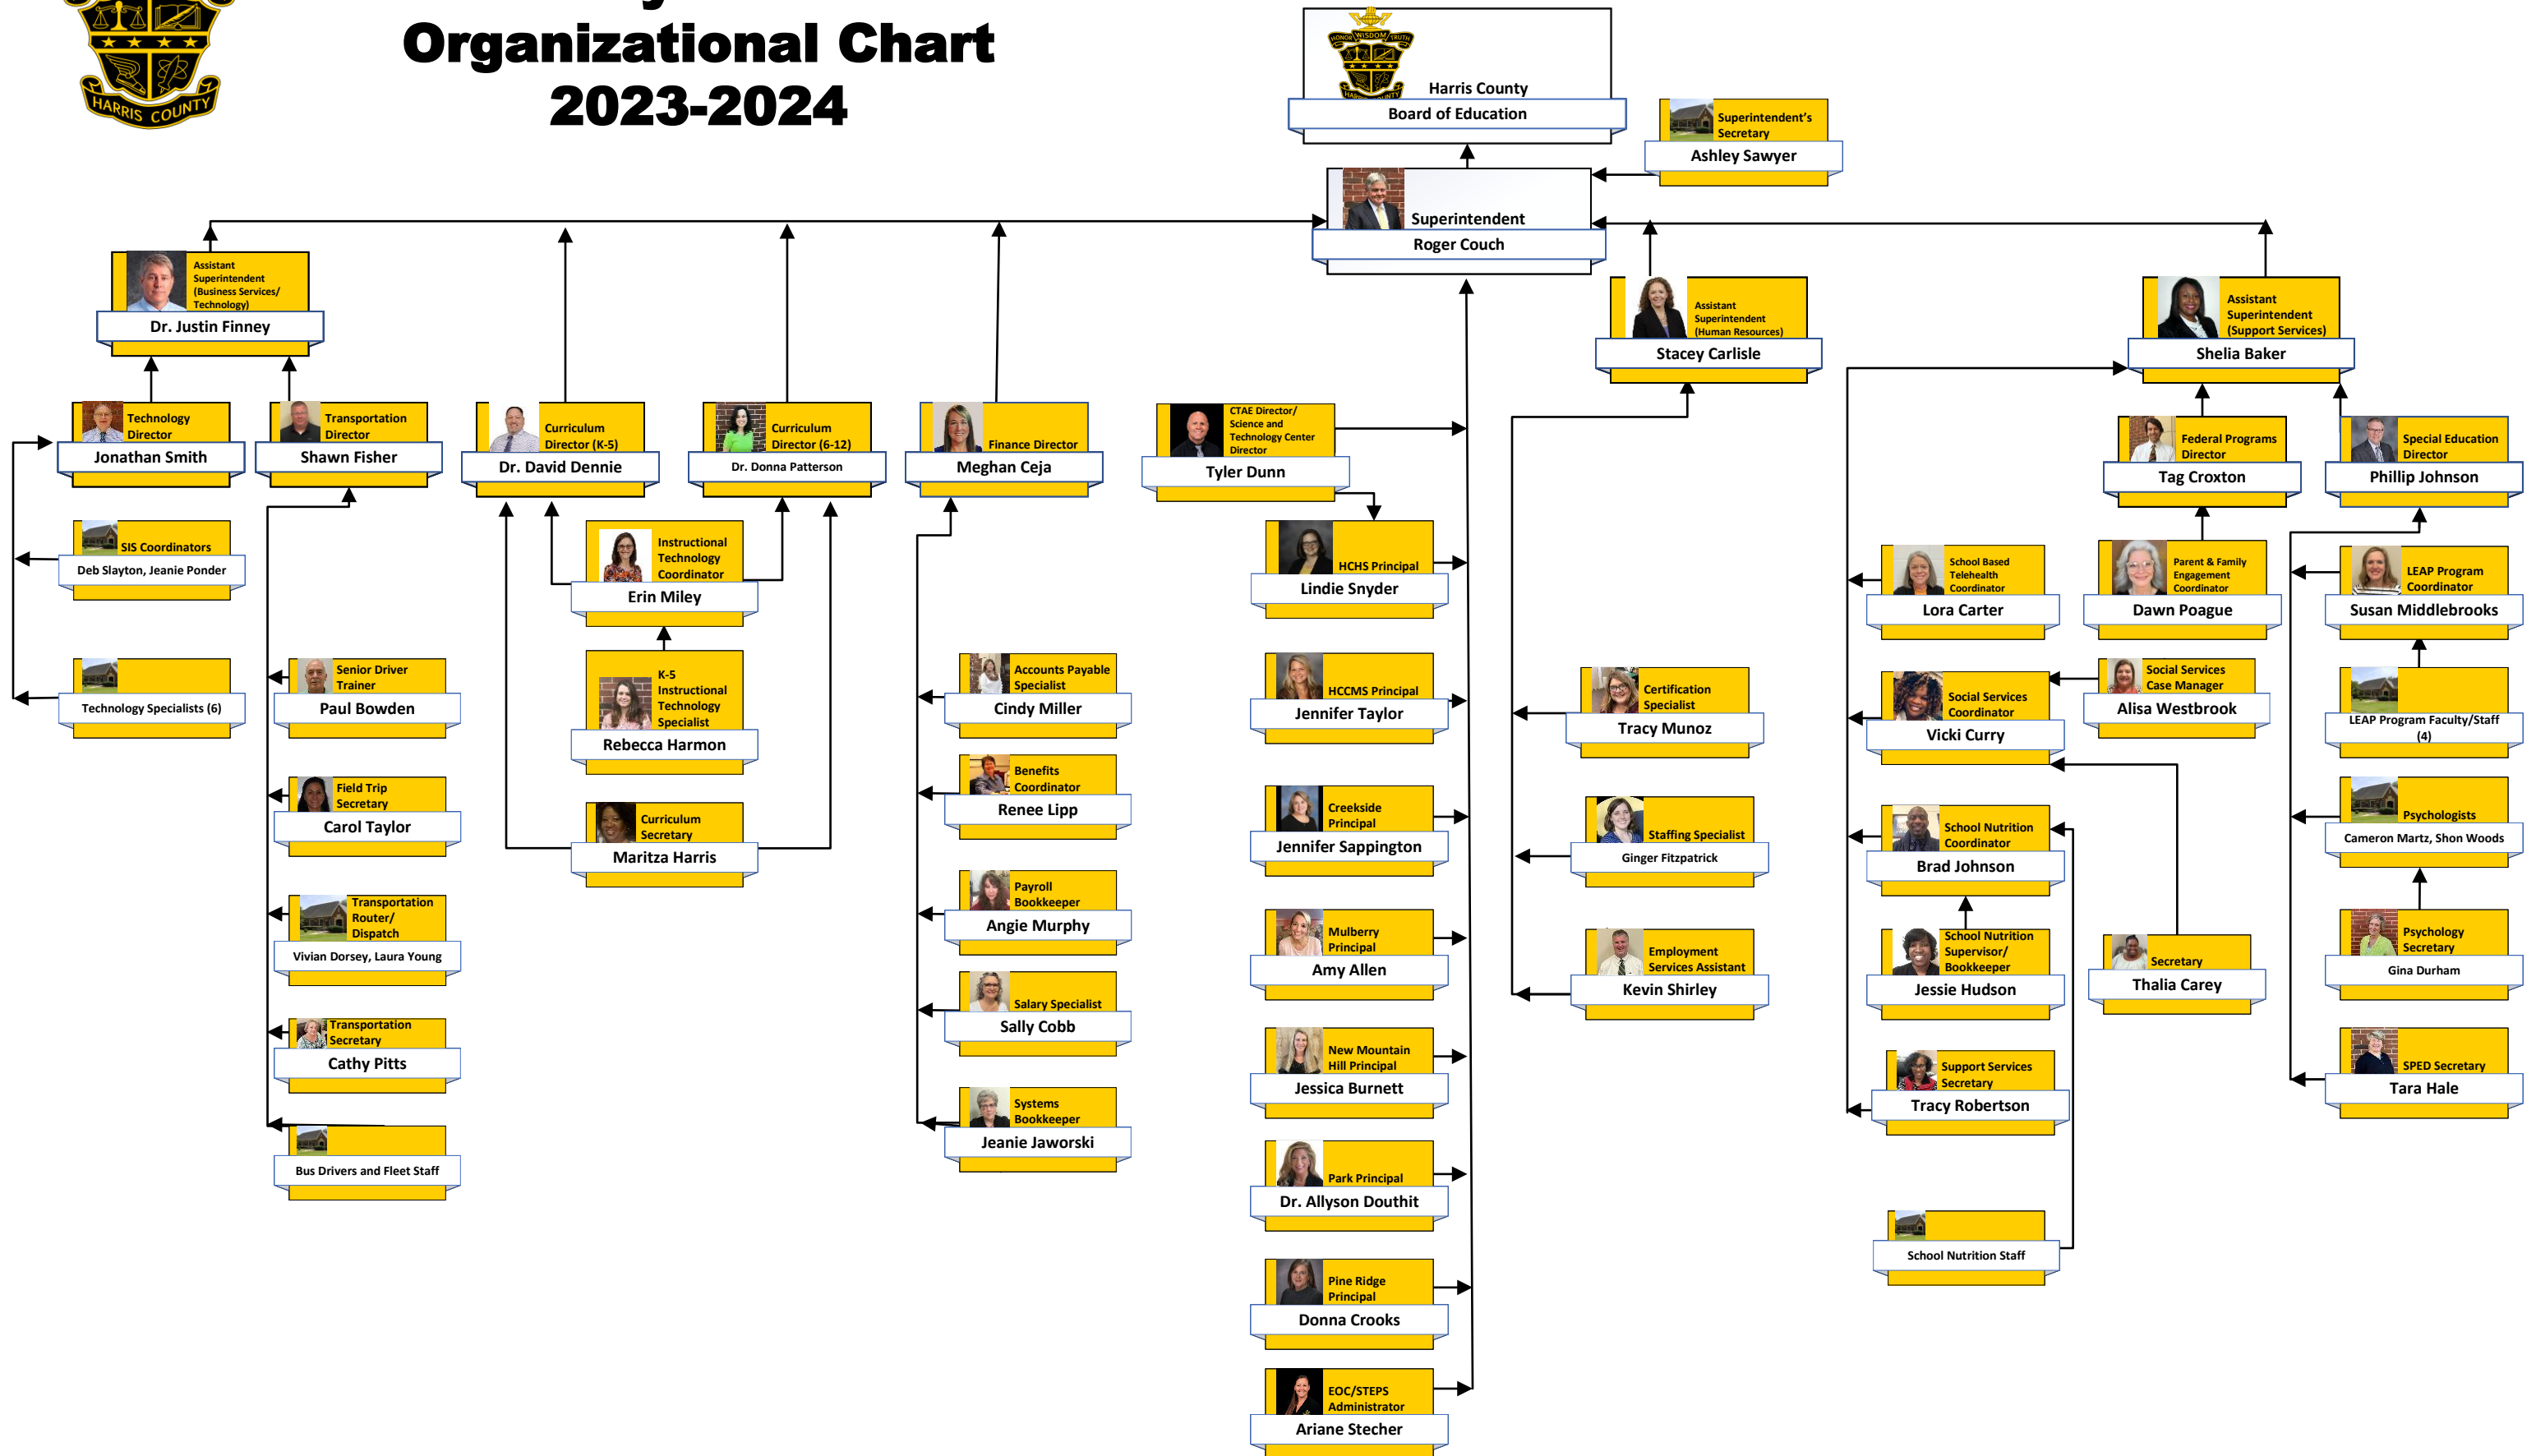 HARRIS COUNTY
Organizational Chart
2023-2024
HONOR WISDOM TRUTH
Harris County
Board of Education
Superintendent's
Secretary
Ashley Sawyer
Superintendent
Roger Couch
Assistant
Superintendent
(Business Services/
Technology)
Dr. Justin Finney
Assistant
Superintendent
(Human Resources)
Stacey Carlisle
Assistant
Superintendent
(Support Services)
Shelia Baker
Technology
Director
Jonathan Smith
Transportation
Director
Shawn Fisher
Curriculum
Director (K-5)
Dr. David Dennie
Curriculum
Director (6-12)
Dr. Donna Patterson
Finance Director
Meghan Ceja
CTAE Director/
Science and
Technology Center
Director
Tyler Dunn
Federal Programs
Director
Tag Croxton
Special Education
Director
Phillip Johnson
SIS Coordinators
Deb Slayton, Jeanie Ponder
Technology Specialists (6)
Senior Driver
Trainer
Paul Bowden
Field Trip
Secretary
Carol Taylor
Transportation
Router/
Dispatch
Vivian Dorsey, Laura Young
Transportation
Secretary
Cathy Pitts
Bus Drivers and Fleet Staff
Instructional
Technology
Coordinator
Erin Miley
K-5
Instructional
Technology
Specialist
Rebecca Harmon
Curriculum
Secretary
Maritza Harris
Accounts Payable
Specialist
Cindy Miller
Benefits
Coordinator
Renee Lipp
Payroll
Bookkeeper
Angie Murphy
Salary Specialist
Sally Cobb
Systems
Bookkeeper
Jeanie Jaworski
HCHS Principal
Lindie Snyder
HCCMS Principal
Jennifer Taylor
Creekside
Principal
Jennifer Sappington
Mulberry
Principal
Amy Allen
New Mountain
Hill Principal
Jessica Burnett
Park Principal
Dr. Allyson Douthit
Pine Ridge
Principal
Donna Crooks
EOC/STEPS
Administrator
Ariane Stecher
Certification
Specialist
Tracy Munoz
Staffing Specialist
Ginger Fitzpatrick
Employment
Services Assistant
Kevin Shirley
School Based
Telehealth
Coordinator
Lora Carter
Social Services
Coordinator
Vicki Curry
School Nutrition
Coordinator
Brad Johnson
School Nutrition
Supervisor/
Bookkeeper
Jessie Hudson
Support Services
Secretary
Tracy Robertson
School Nutrition Staff
Parent & Family
Engagement
Coordinator
Dawn Poague
Social Services
Case Manager
Alisa Westbrook
Secretary
Thalia Carey
LEAP Program
Coordinator
Susan Middlebrooks
LEAP Program Faculty/Staff
(4)
Psychologists
Cameron Martz, Shon Woods
Psychology
Secretary
Gina Durham
SPED Secretary
Tara Hale